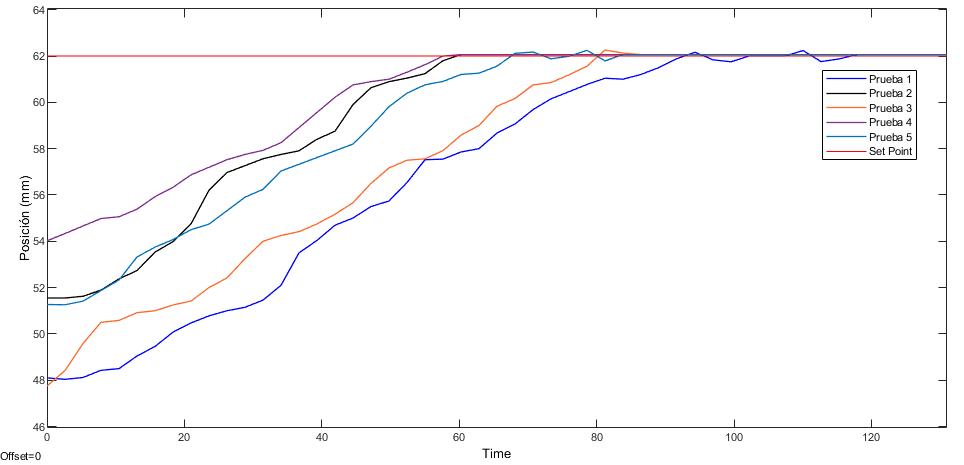 64
62
60
58
56
54
52
50
48
46
Posición (mm)
Prueba 1
Prueba 2
Prueba 3
Prueba 4
Prueba 5
Set Point
0 20 40 60 80 100 120
Time
Offset=0